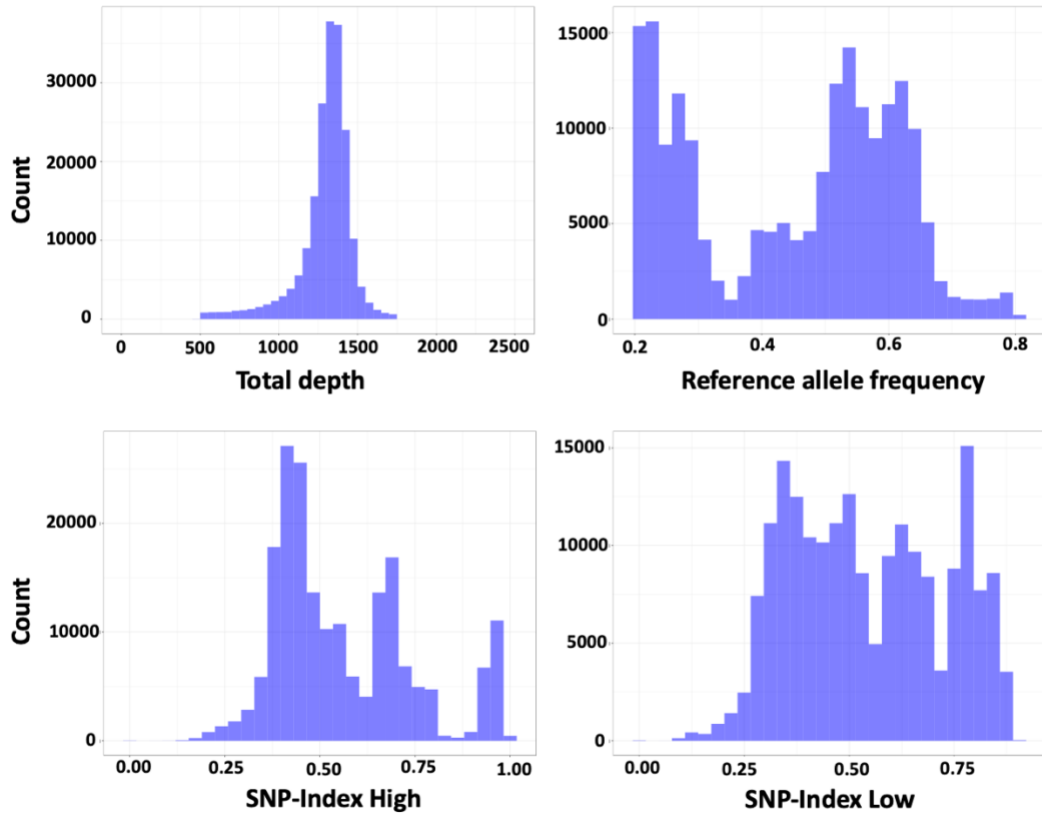 Count
30000
20000
10000
0
0 500 1000 1500 2000 2500
Total depth
15000
10000
5000
0
0.2 0.4 0.6 0.8
Reference allele frequency
Count
20000
10000
0
0.00 0.25 0.50 0.75 1.00
SNP-Index High
15000
10000
5000
0
0.00 0.25 0.50 0.75
SNP-Index Low